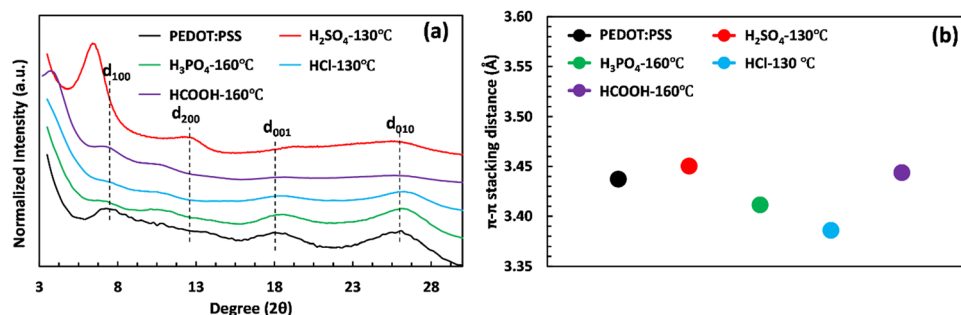 (a)
PEDOT:PSS
H₂SO₄-130℃
H₃PO₄-160℃
HCl-130℃
HCOOH-160℃
d₁₀₀
d₂₀₀
d₀₀₁
d₀₁₀
Normalized Intensity (a.u.)
3 8 13 18 23 28
Degree (2θ)
(b)
PEDOT:PSS
H₂SO₄-130℃
H₃PO₄-160℃
HCl-130 ℃
HCOOH-160℃
π-π stacking distance (Å)
3.60
3.55
3.50
3.45
3.40
3.35